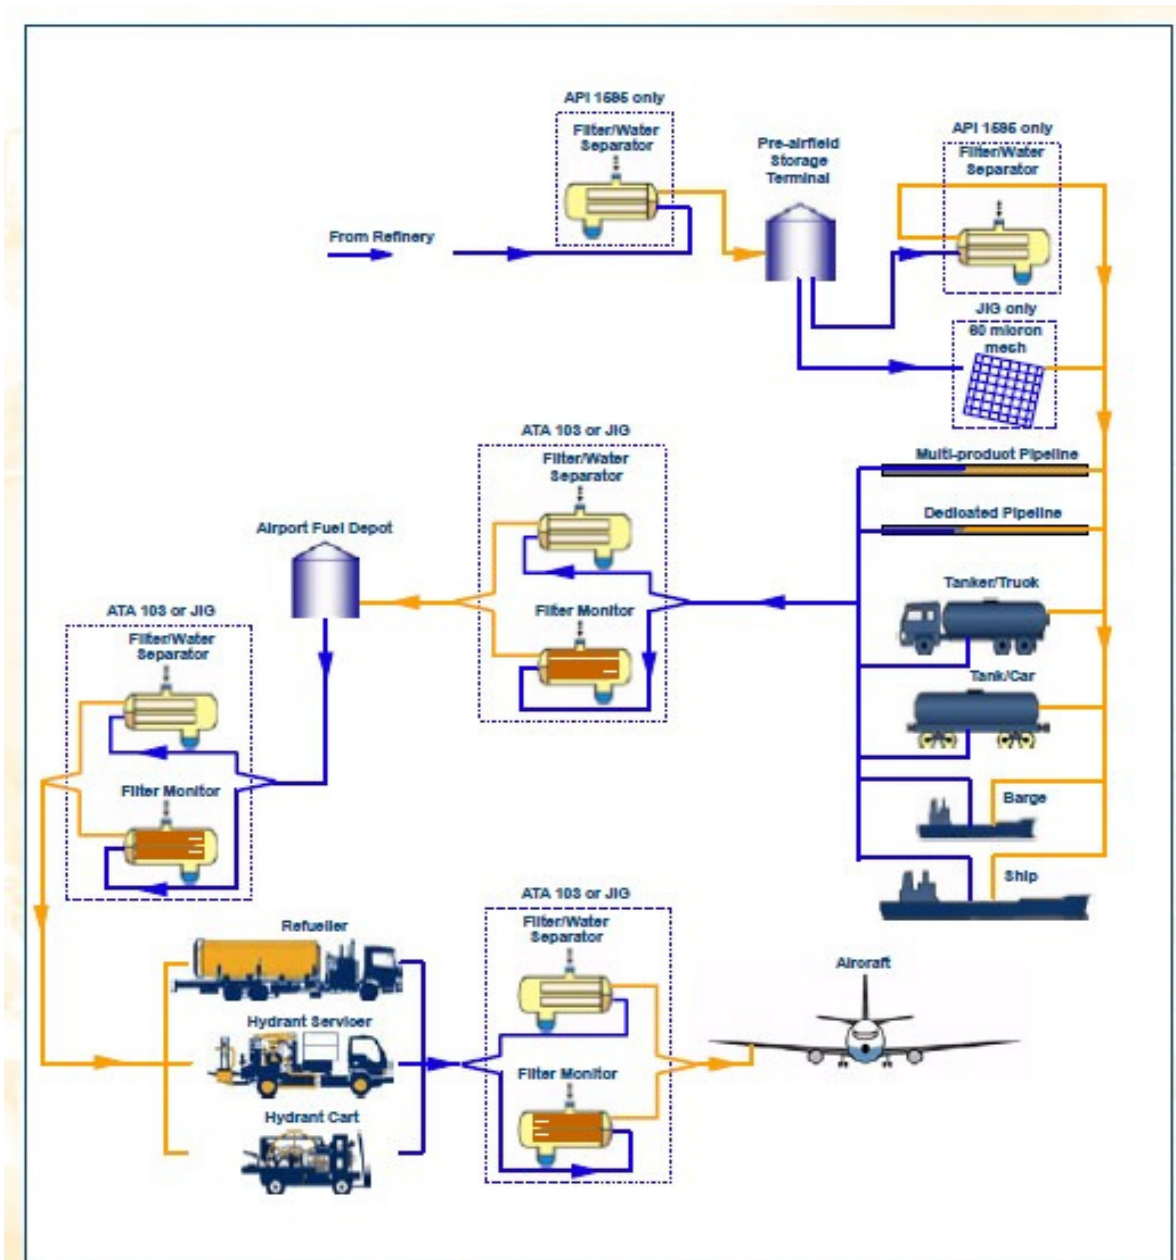 API 1595 only
Filter/Water
Separator
Pre-airfield
Storage
Terminal
API 1595 only
Filter/Water
Separator
From Refinery
JIG only
60 micron
mesh
ATA 103 or JIG
Filter/Water
Separator
Multi-product Pipeline
Airport Fuel Depot
Dedicated Pipeline
Tanker/Truck
ATA 103 or JIG
Filter/Water
Separator
Filter Monitor
Tank/Car
Filter Monitor
Barge
Ship
ATA 103 or JIG
Filter/Water
Separator
Refueller
Aircraft
Hydrant Servicer
Filter Monitor
Hydrant Cart